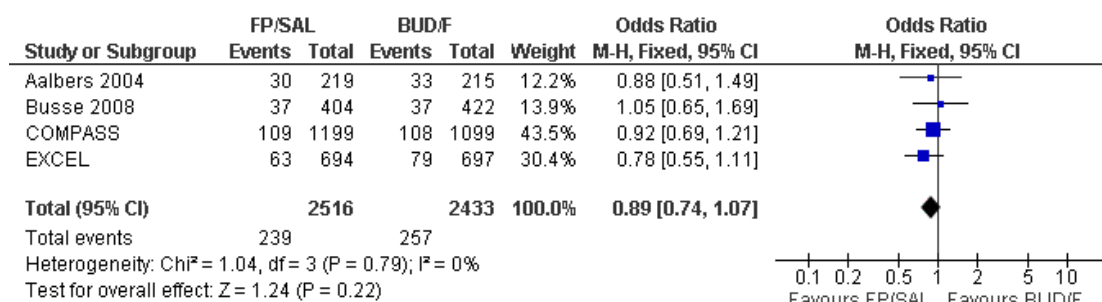 FP/SAL BUD/F Odds Ratio Odds Ratio
Study or Subgroup Events Total Events Total Weight M-H, Fixed, 95% CI M-H, Fixed, 95% CI
Aalbers 2004 30 219 33 215 12.2% 0.88 [0.51, 1.49]
Busse 2008 37 404 37 422 13.9% 1.05 [0.65, 1.69]
COMPASS 109 1199 108 1099 43.5% 0.92 [0.69, 1.21]
EXCEL 63 694 79 697 30.4% 0.78 [0.55, 1.11]
Total (95% CI) 2516 2433 100.0% 0.89 [0.74, 1.07]
Total events 239 257
Heterogeneity: Chi² = 1.04, df = 3 (P = 0.79); I² = 0%
Test for overall effect: Z = 1.24 (P = 0.22)
0.1 0.2 0.5 1 2 5 10
Favours FP/SAL Favours BUD/F